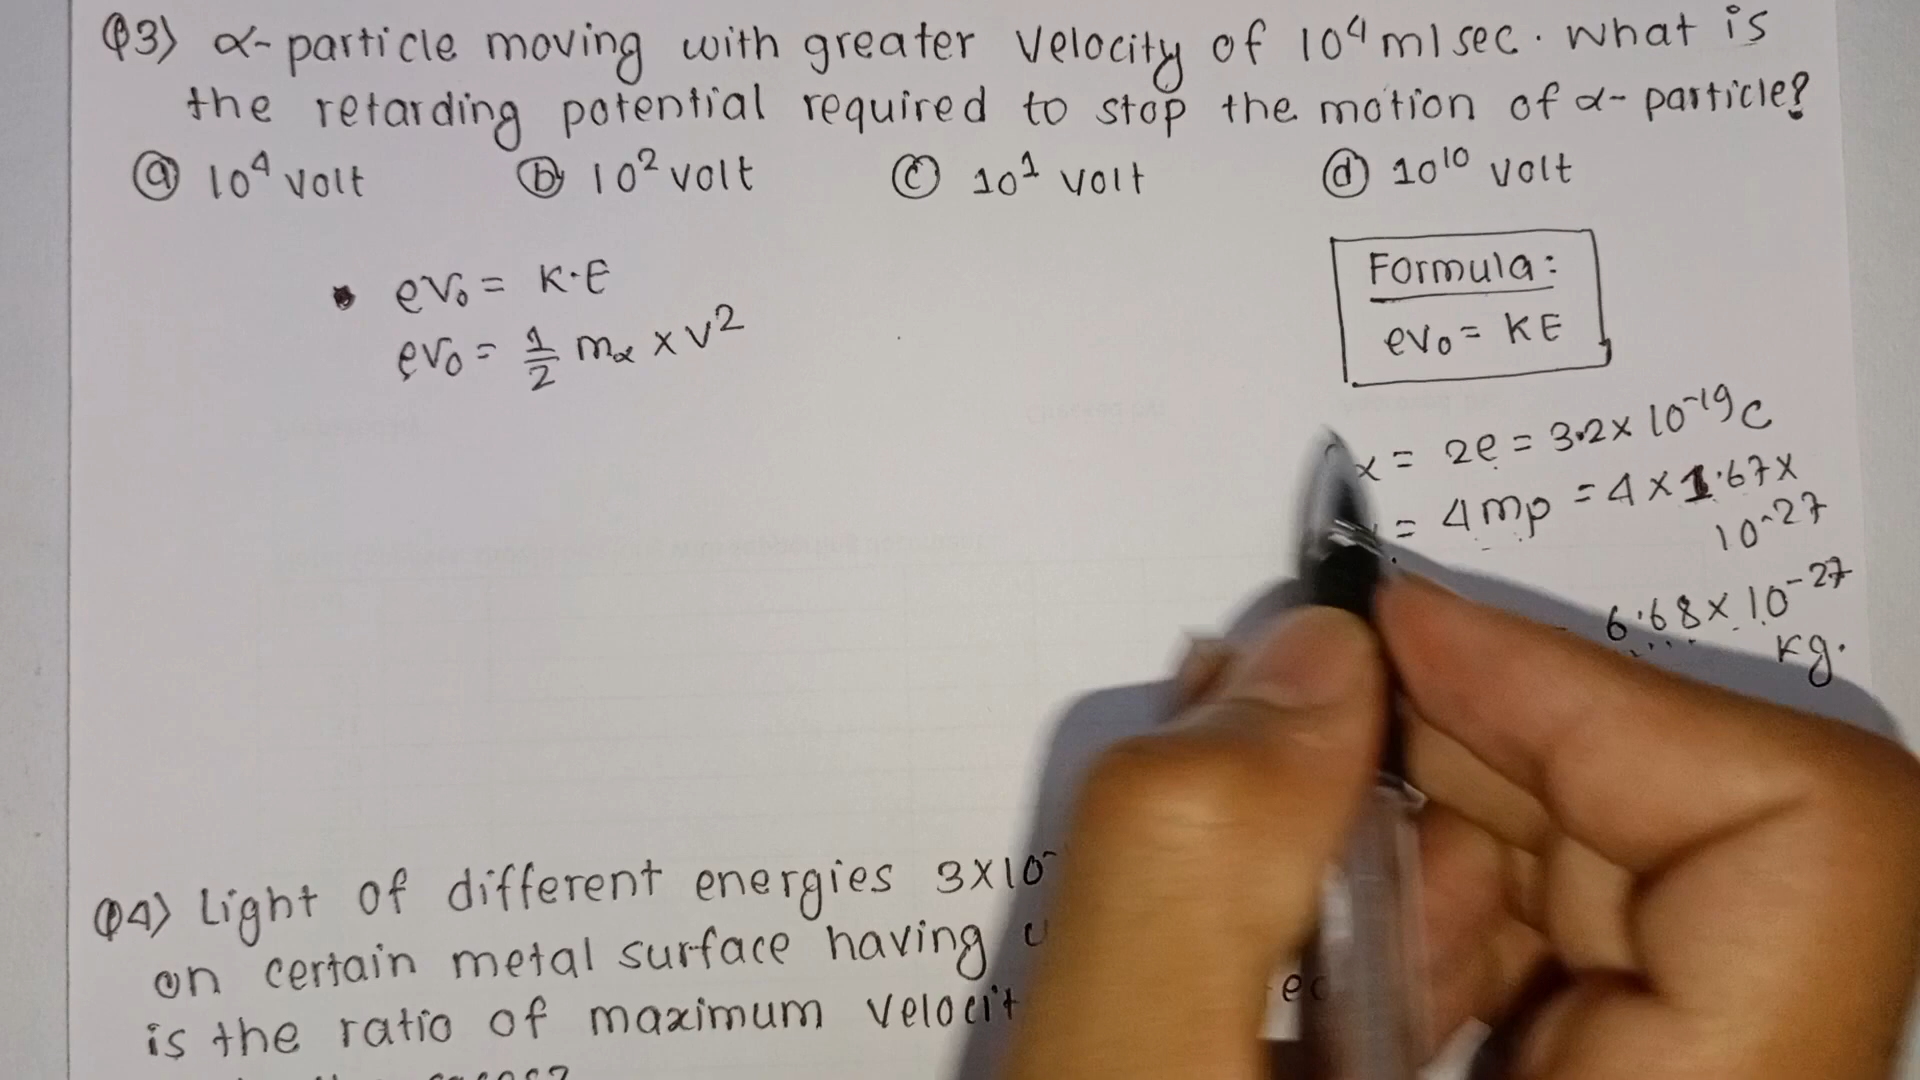 Q3) α-particle moving with greater velocity of 10⁴ m/sec. What is
the retarding potential required to stop the motion of α-particle?
ⓐ 10⁴ volt ⓑ 10² volt ⓒ 10¹ volt ⓓ 10¹⁰ volt
• eV₀ = K·E
eV₀ = 1/2 mα × V²
Formula:
eV₀ = KE
α = 2e = 3.2 × 10⁻¹⁹ C
= 4mp = 4 × 1.67 ×
10⁻²⁷
6.68 × 10⁻²⁷
kg.
Q4) Light of different energies 3×10⁻
on certain metal surface having
is the ratio of maximum